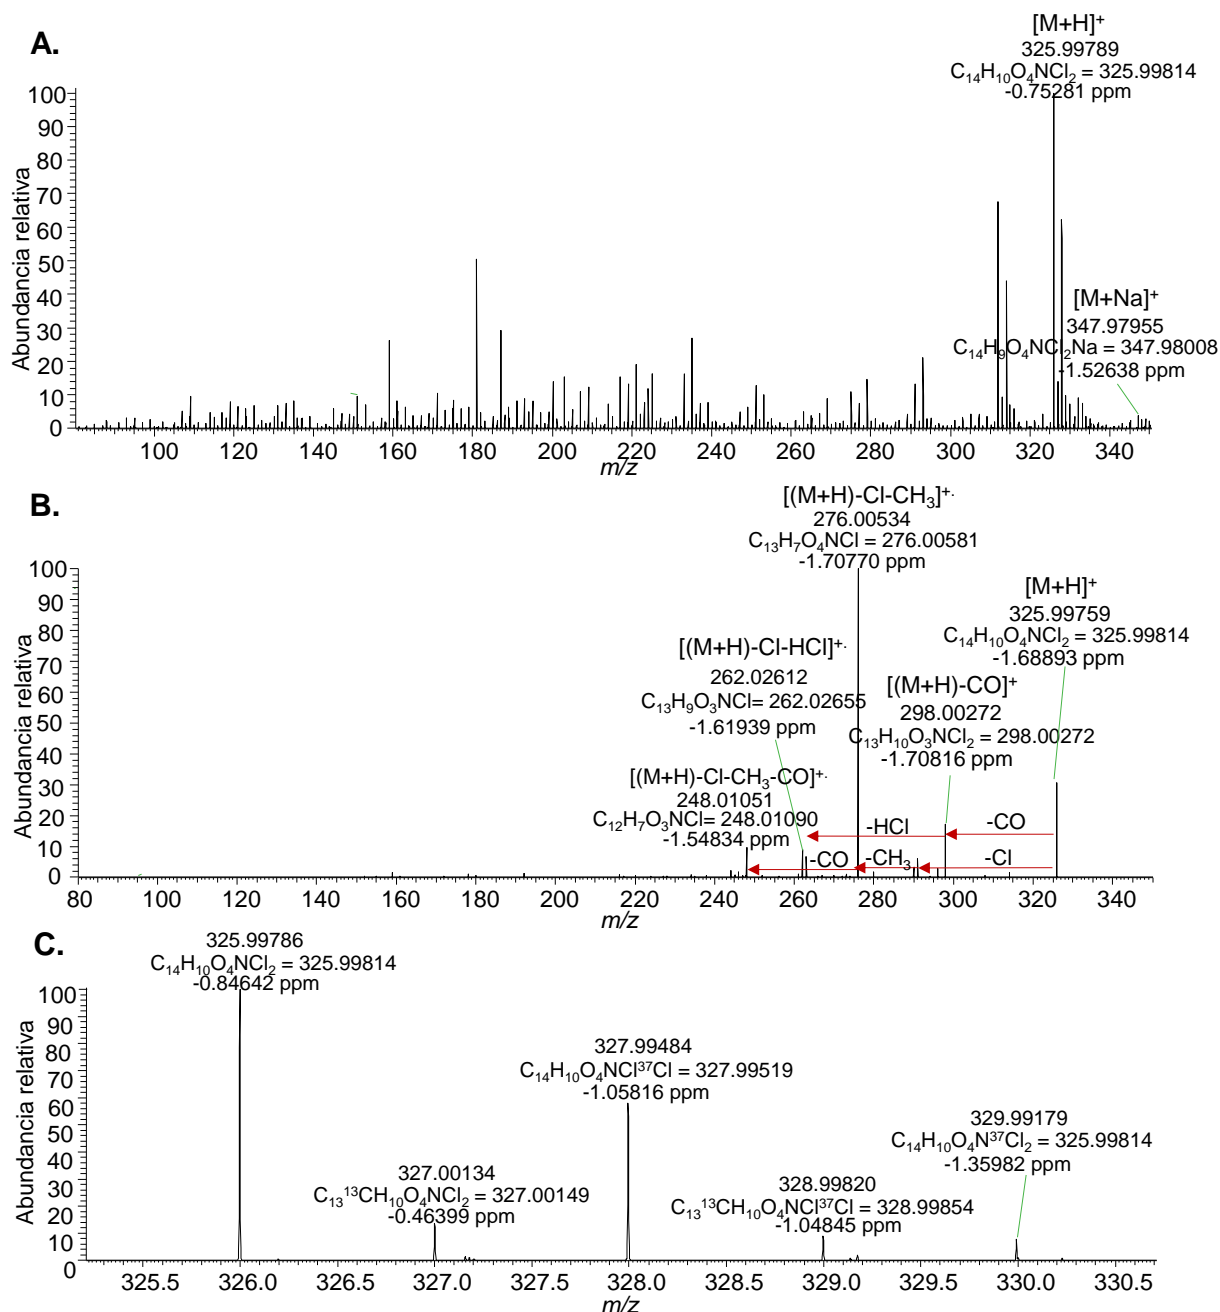 A.
[M+H]⁺
325.99789
C₁₄H₁₀O₄NCl₂ = 325.99814
-0.75281 ppm
[M+Na]⁺
347.97955
C₁₄H₉O₄NCl₂Na = 347.98008
-1.52638 ppm
Abundancia relativa
100
90
80
70
60
50
40
30
20
10
0
100 120 140 160 180 200 220 240 260 280 300 320 340
m/z
B.
[(M+H)-Cl-CH₃]⁺·
276.00534
C₁₃H₇O₄NCl = 276.00581
-1.70770 ppm
[M+H]⁺
325.99759
C₁₄H₁₀O₄NCl₂ = 325.99814
-1.68893 ppm
[(M+H)-Cl-HCl]⁺·
262.02612
C₁₃H₉O₃NCl= 262.02655
-1.61939 ppm
[(M+H)-CO]⁺
298.00272
C₁₃H₁₀O₃NCl₂ = 298.00272
-1.70816 ppm
[(M+H)-Cl-CH₃-CO]⁺·
248.01051
C₁₂H₇O₃NCl= 248.01090
-1.54834 ppm
-HCl -CO
-CO -CH₃ -Cl
Abundancia relativa
100
90
80
70
60
50
40
30
20
10
0
80 100 120 140 160 180 200 220 240 260 280 300 320 340
m/z
C.
325.99786
C₁₄H₁₀O₄NCl₂ = 325.99814
-0.84642 ppm
327.00134
C₁₃¹³CH₁₀O₄NCl₂ = 327.00149
-0.46399 ppm
327.99484
C₁₄H₁₀O₄NCl³⁷Cl = 327.99519
-1.05816 ppm
328.99820
C₁₃¹³CH₁₀O₄NCl³⁷Cl = 328.99854
-1.04845 ppm
329.99179
C₁₄H₁₀O₄N³⁷Cl₂ = 325.99814
-1.35982 ppm
Abundancia relativa
100
90
80
70
60
50
40
30
20
10
0
325.5 326.0 326.5 327.0 327.5 328.0 328.5 329.0 329.5 330.0 330.5
m/z